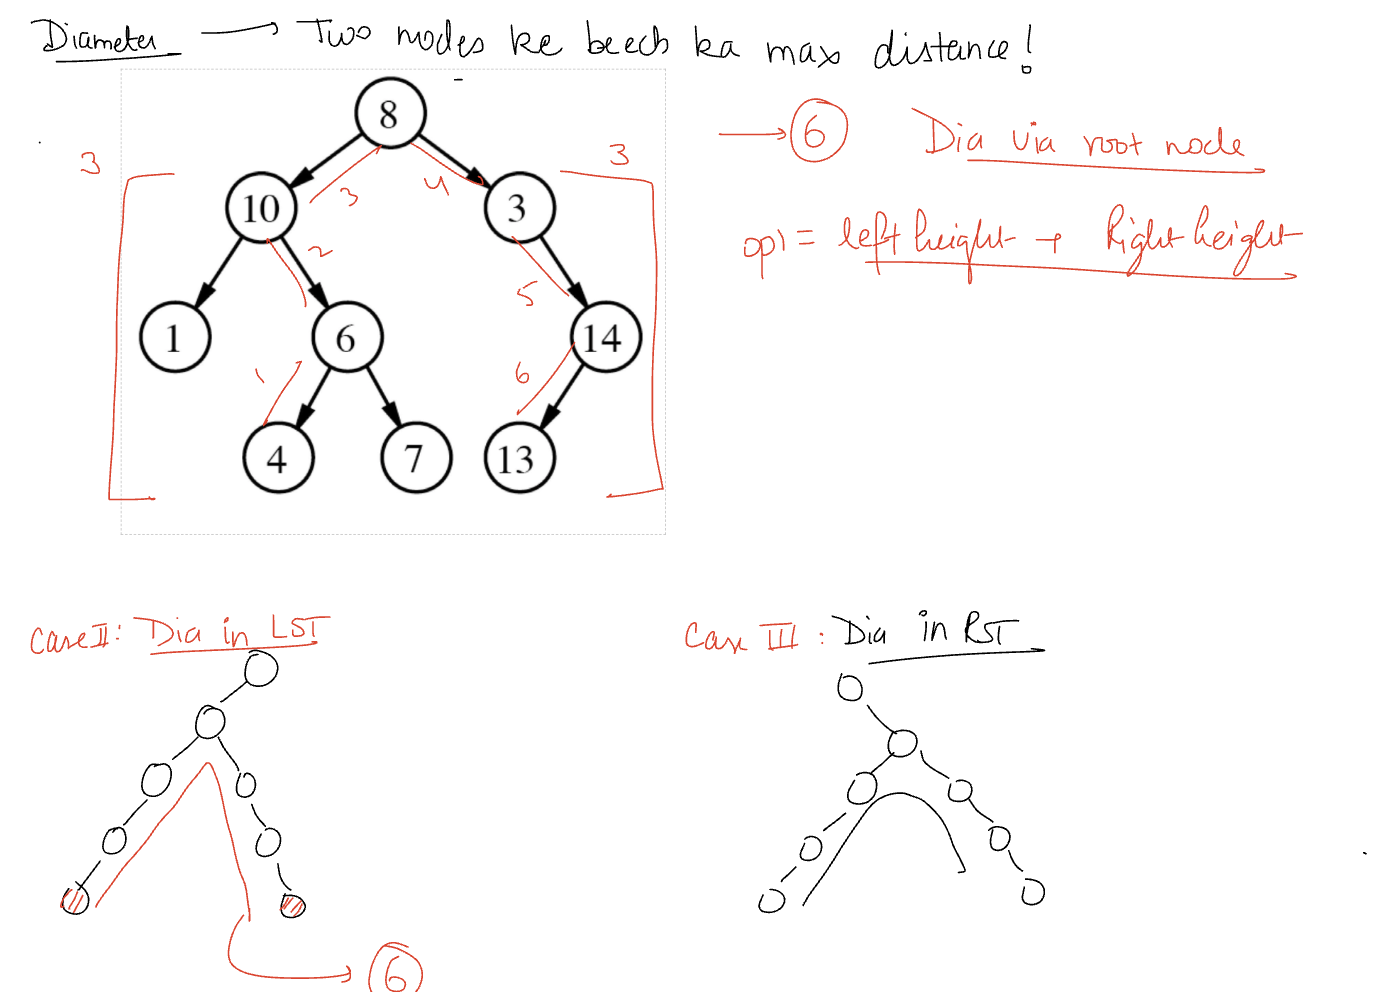 Diameter → Two nodes ke beech ka max distance!
→ 6 Dia via root node
op1 = left height + Right height
3 3
8
3 4
10 3
2
5
1 6 14
1 6
4 7 13
Case II: Dia in LST
Case III: Dia in RST
6